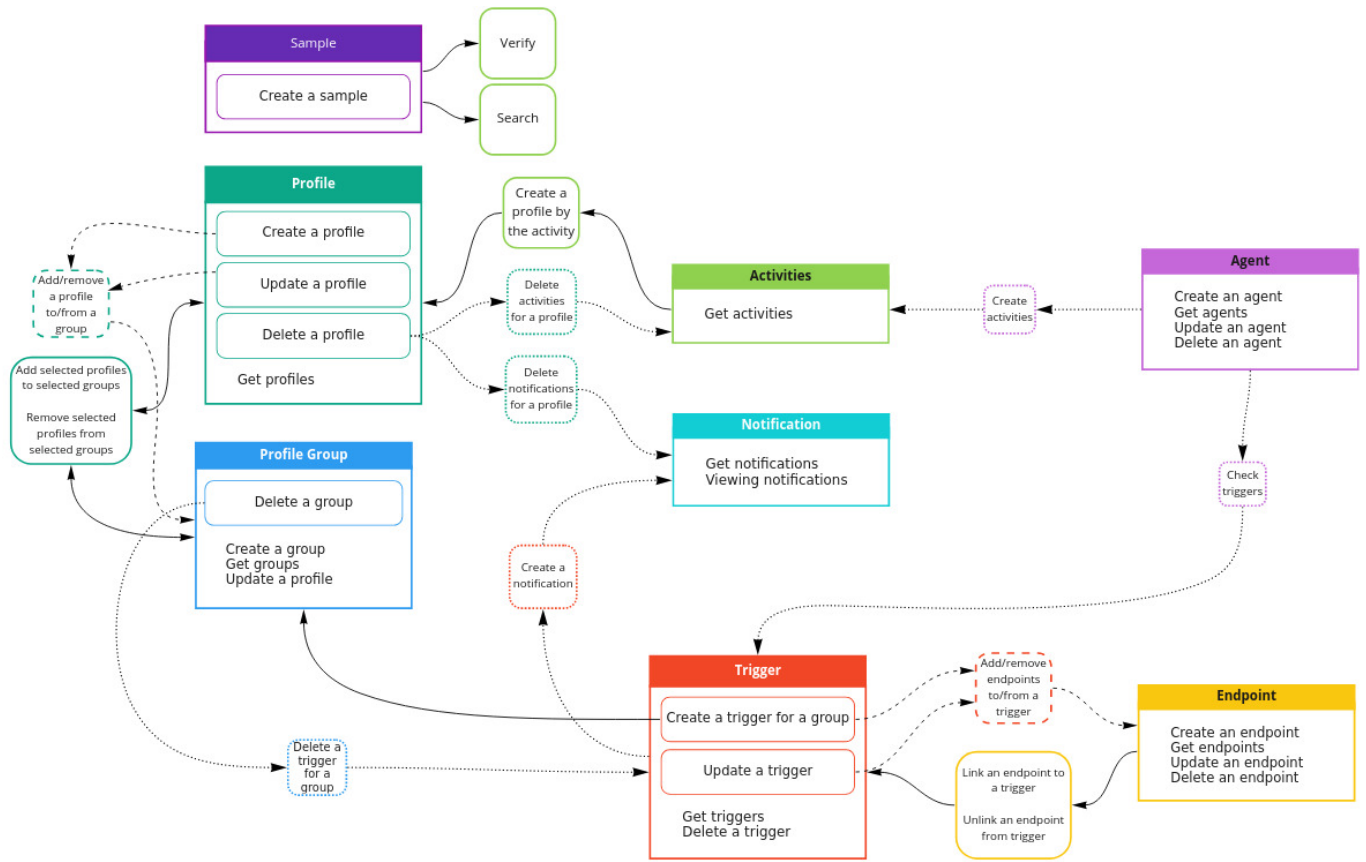 Sample
Create a sample
Verify
Search
Profile
Create a profile
Update a profile
Delete a profile
Get profiles
Create a
profile by
the activity
Add/remove
a profile
to/from a
group
Add selected profiles
to selected groups
Remove selected
profiles from
selected groups
Delete
activities
for a profile
Delete
notifications
for a profile
Activities
Get activities
Create
activities
Agent
Create an agent
Get agents
Update an agent
Delete an agent
Notification
Get notifications
Viewing notifications
Check
triggers
Profile Group
Delete a group
Create a group
Get groups
Update a profile
Create a
notification
Delete a
trigger
for a
group
Trigger
Create a trigger for a group
Update a trigger
Get triggers
Delete a trigger
Add/remove
endpoints
to/from a
trigger
Link an endpoint to
a trigger
Unlink an endpoint
from trigger
Endpoint
Create an endpoint
Get endpoints
Update an endpoint
Delete an endpoint